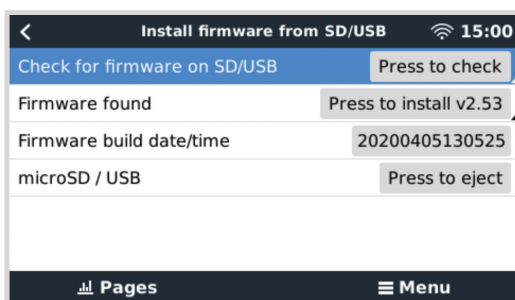 Install firmware from SD/USB 15:00
Check for firmware on SD/USB Press to check
Firmware found Press to install v2.53
Firmware build date/time 20200405130525
microSD / USB Press to eject
Pages Menu